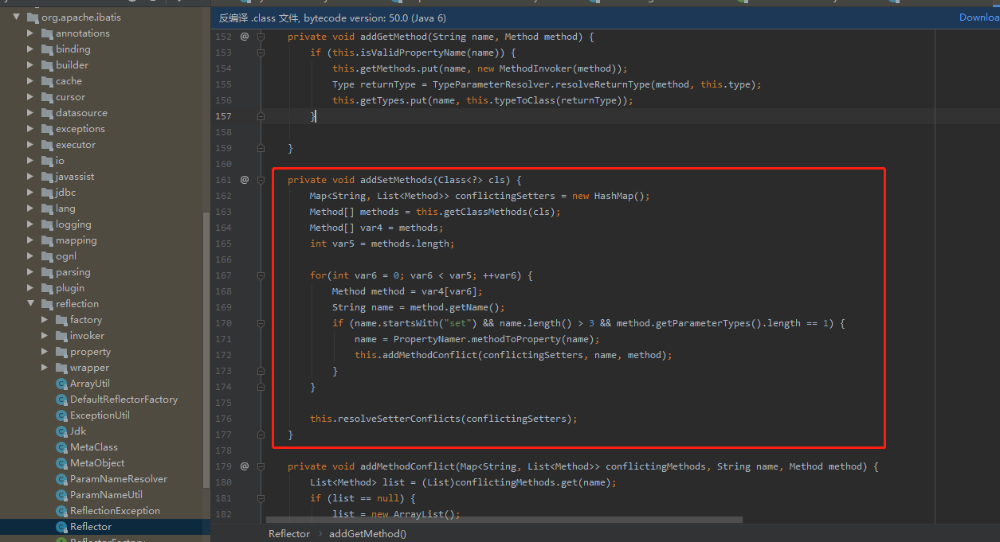 org.apache.ibatis
annotations
binding
builder
cache
cursor
datasource
exceptions
executor
io
javassist
jdbc
lang
logging
mapping
ognl
parsing
plugin
reflection
factory
invoker
property
wrapper
ArrayUtil
DefaultReflectorFactory
ExceptionUtil
Jdk
MetaClass
MetaObject
ParamNameResolver
ParamNameUtil
ReflectionException
Reflector
ReflectorFactory
反编译 .class 文件, bytecode version: 50.0 (Java 6)
Downloa
152 @ private void addGetMethod(String name, Method method) {
153 if (this.isValidPropertyName(name)) {
154 this.getMethods.put(name, new MethodInvoker(method));
155 Type returnType = TypeParameterResolver.resolveReturnType(method, this.type);
156 this.getTypes.put(name, this.typeToClass(returnType));
157 }
158
159 }
160
161 @ private void addSetMethods(Class<?> cls) {
162 Map<String, List<Method>> conflictingSetters = new HashMap();
163 Method[] methods = this.getClassMethods(cls);
164 Method[] var4 = methods;
165 int var5 = methods.length;
166
167 for(int var6 = 0; var6 < var5; ++var6) {
168 Method method = var4[var6];
169 String name = method.getName();
170 if (name.startsWith("set") && name.length() > 3 && method.getParameterTypes().length == 1) {
171 name = PropertyNamer.methodToProperty(name);
172 this.addMethodConflict(conflictingSetters, name, method);
173 }
174 }
175
176 this.resolveSetterConflicts(conflictingSetters);
177 }
178
179 @ private void addMethodConflict(Map<String, List<Method>> conflictingMethods, String name, Method method) {
180 List<Method> list = (List)conflictingMethods.get(name);
181 if (list == null) {
182 list = new ArrayList();
Reflector › addGetMethod()